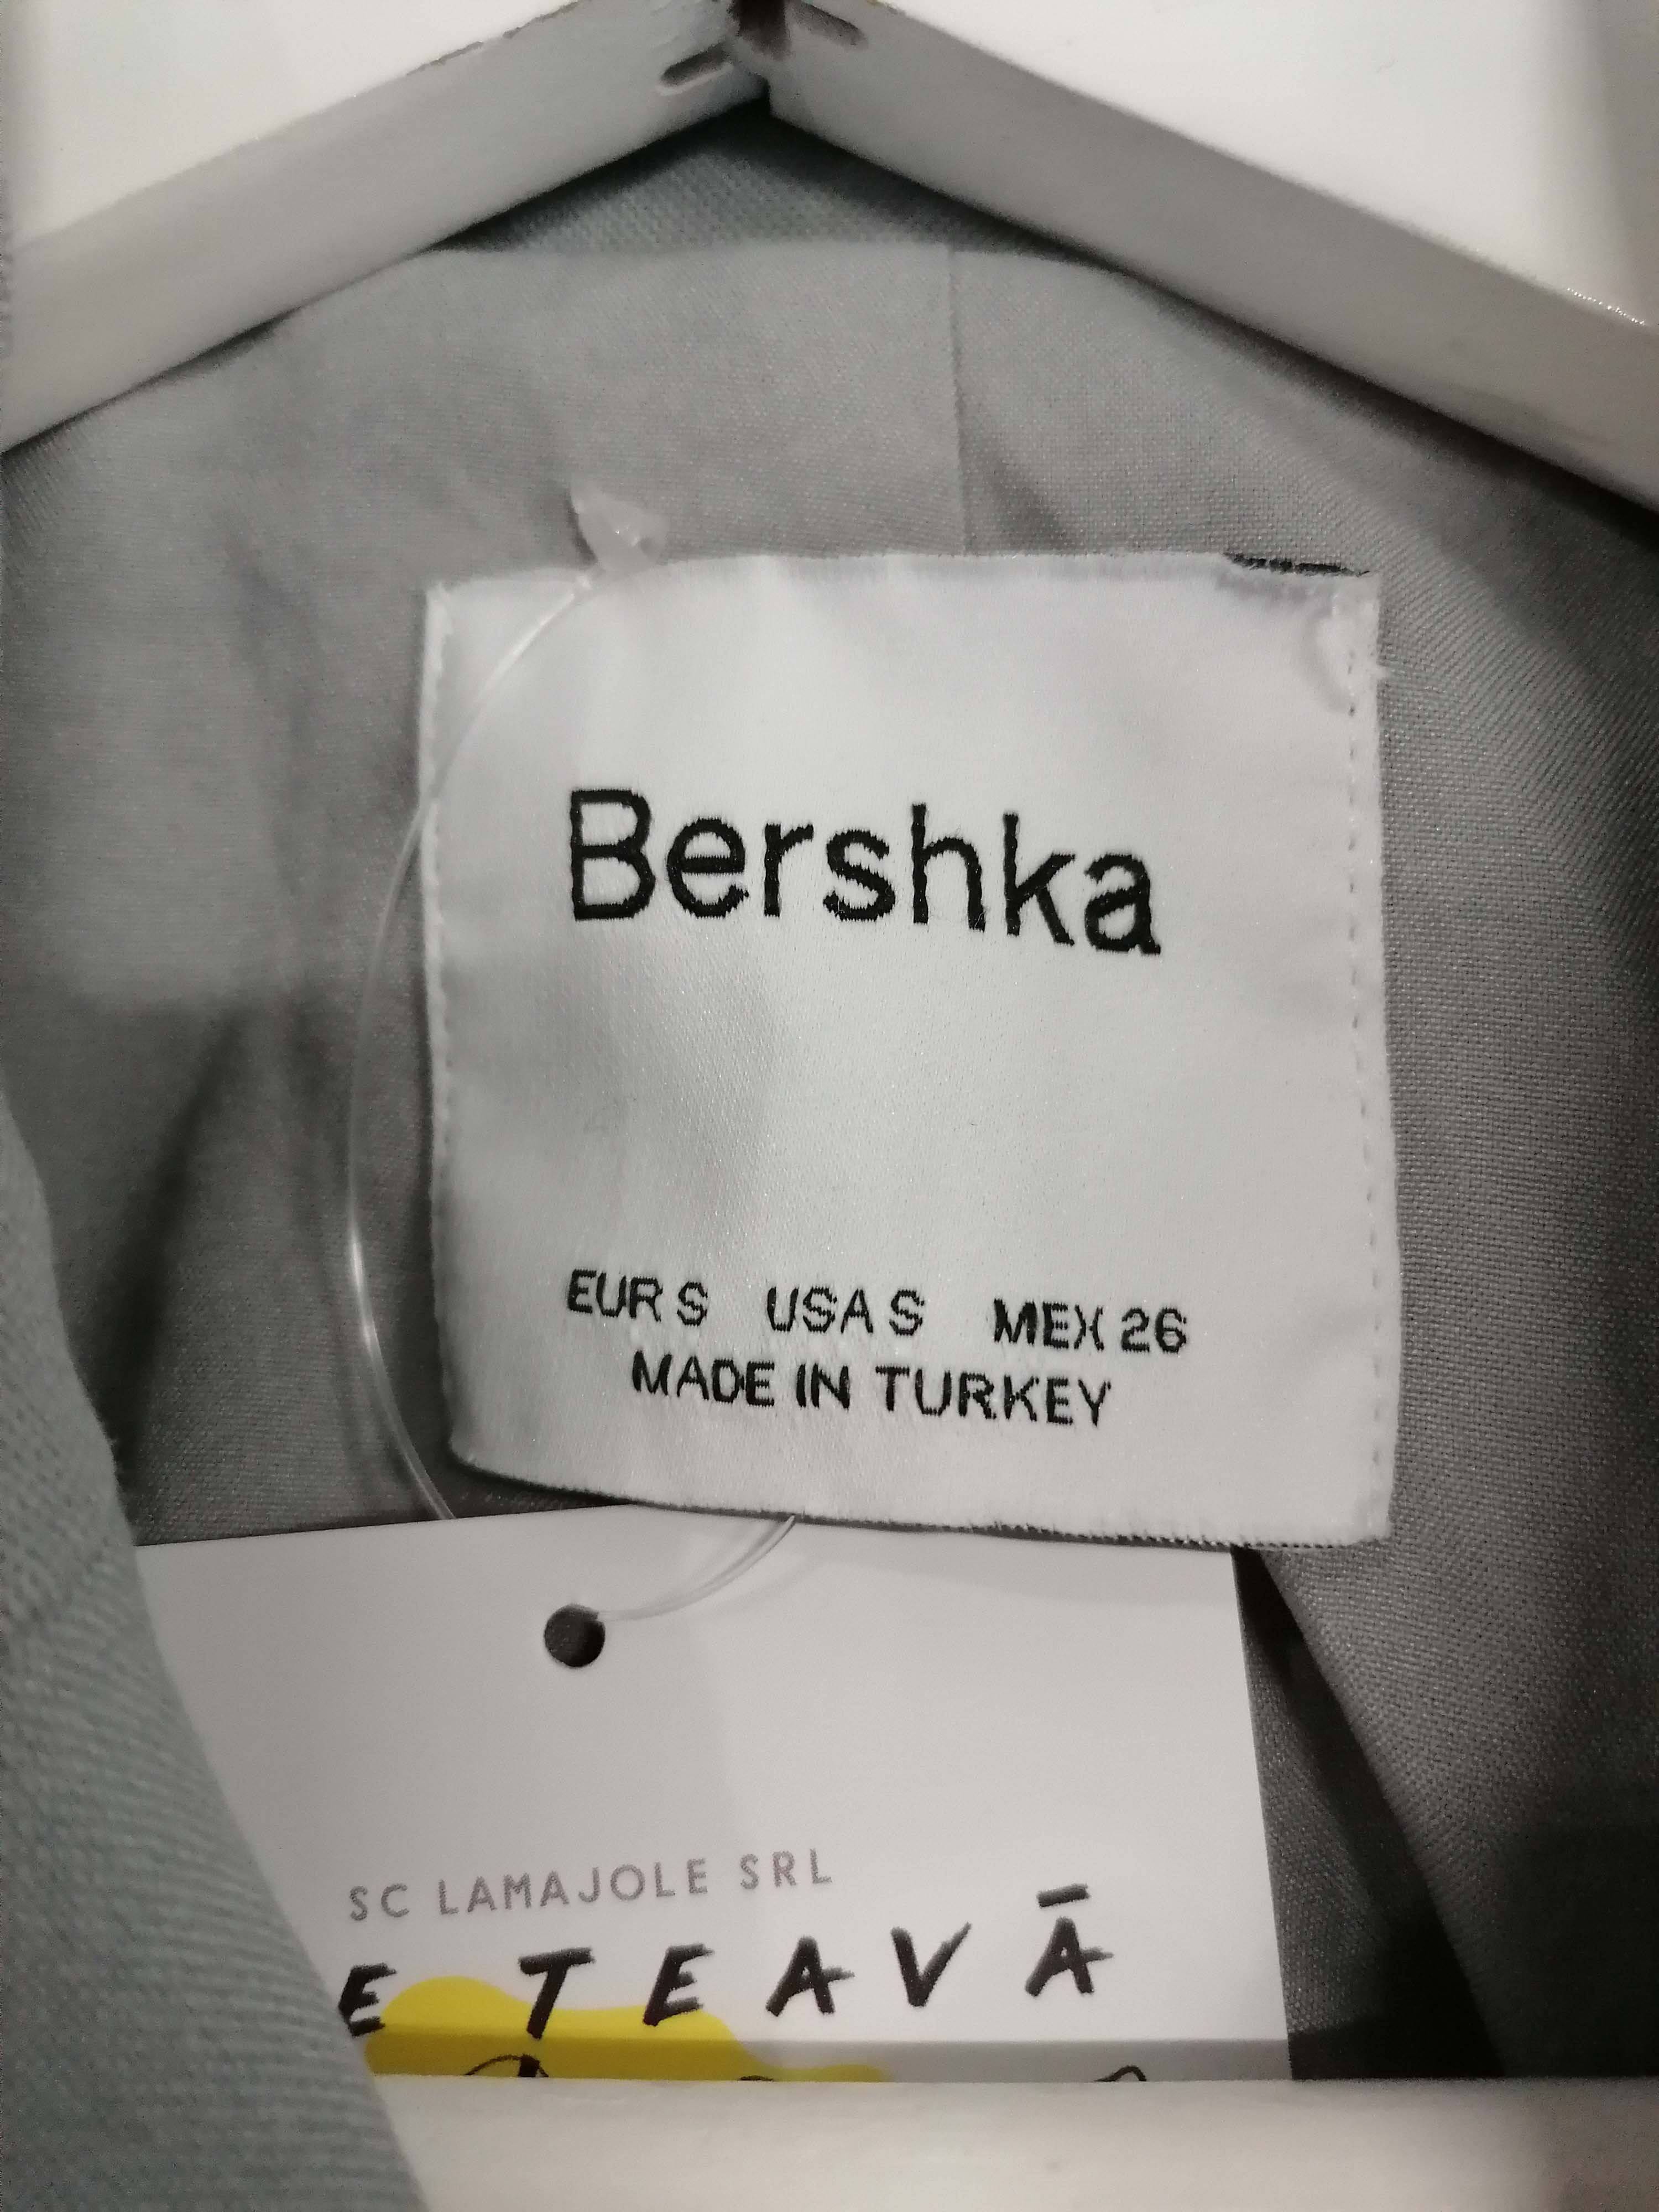 Bershka
EUR S USA S MEX 26
MADE IN TURKEY
SC LAMAJOLE SRL
E TEAVĀ